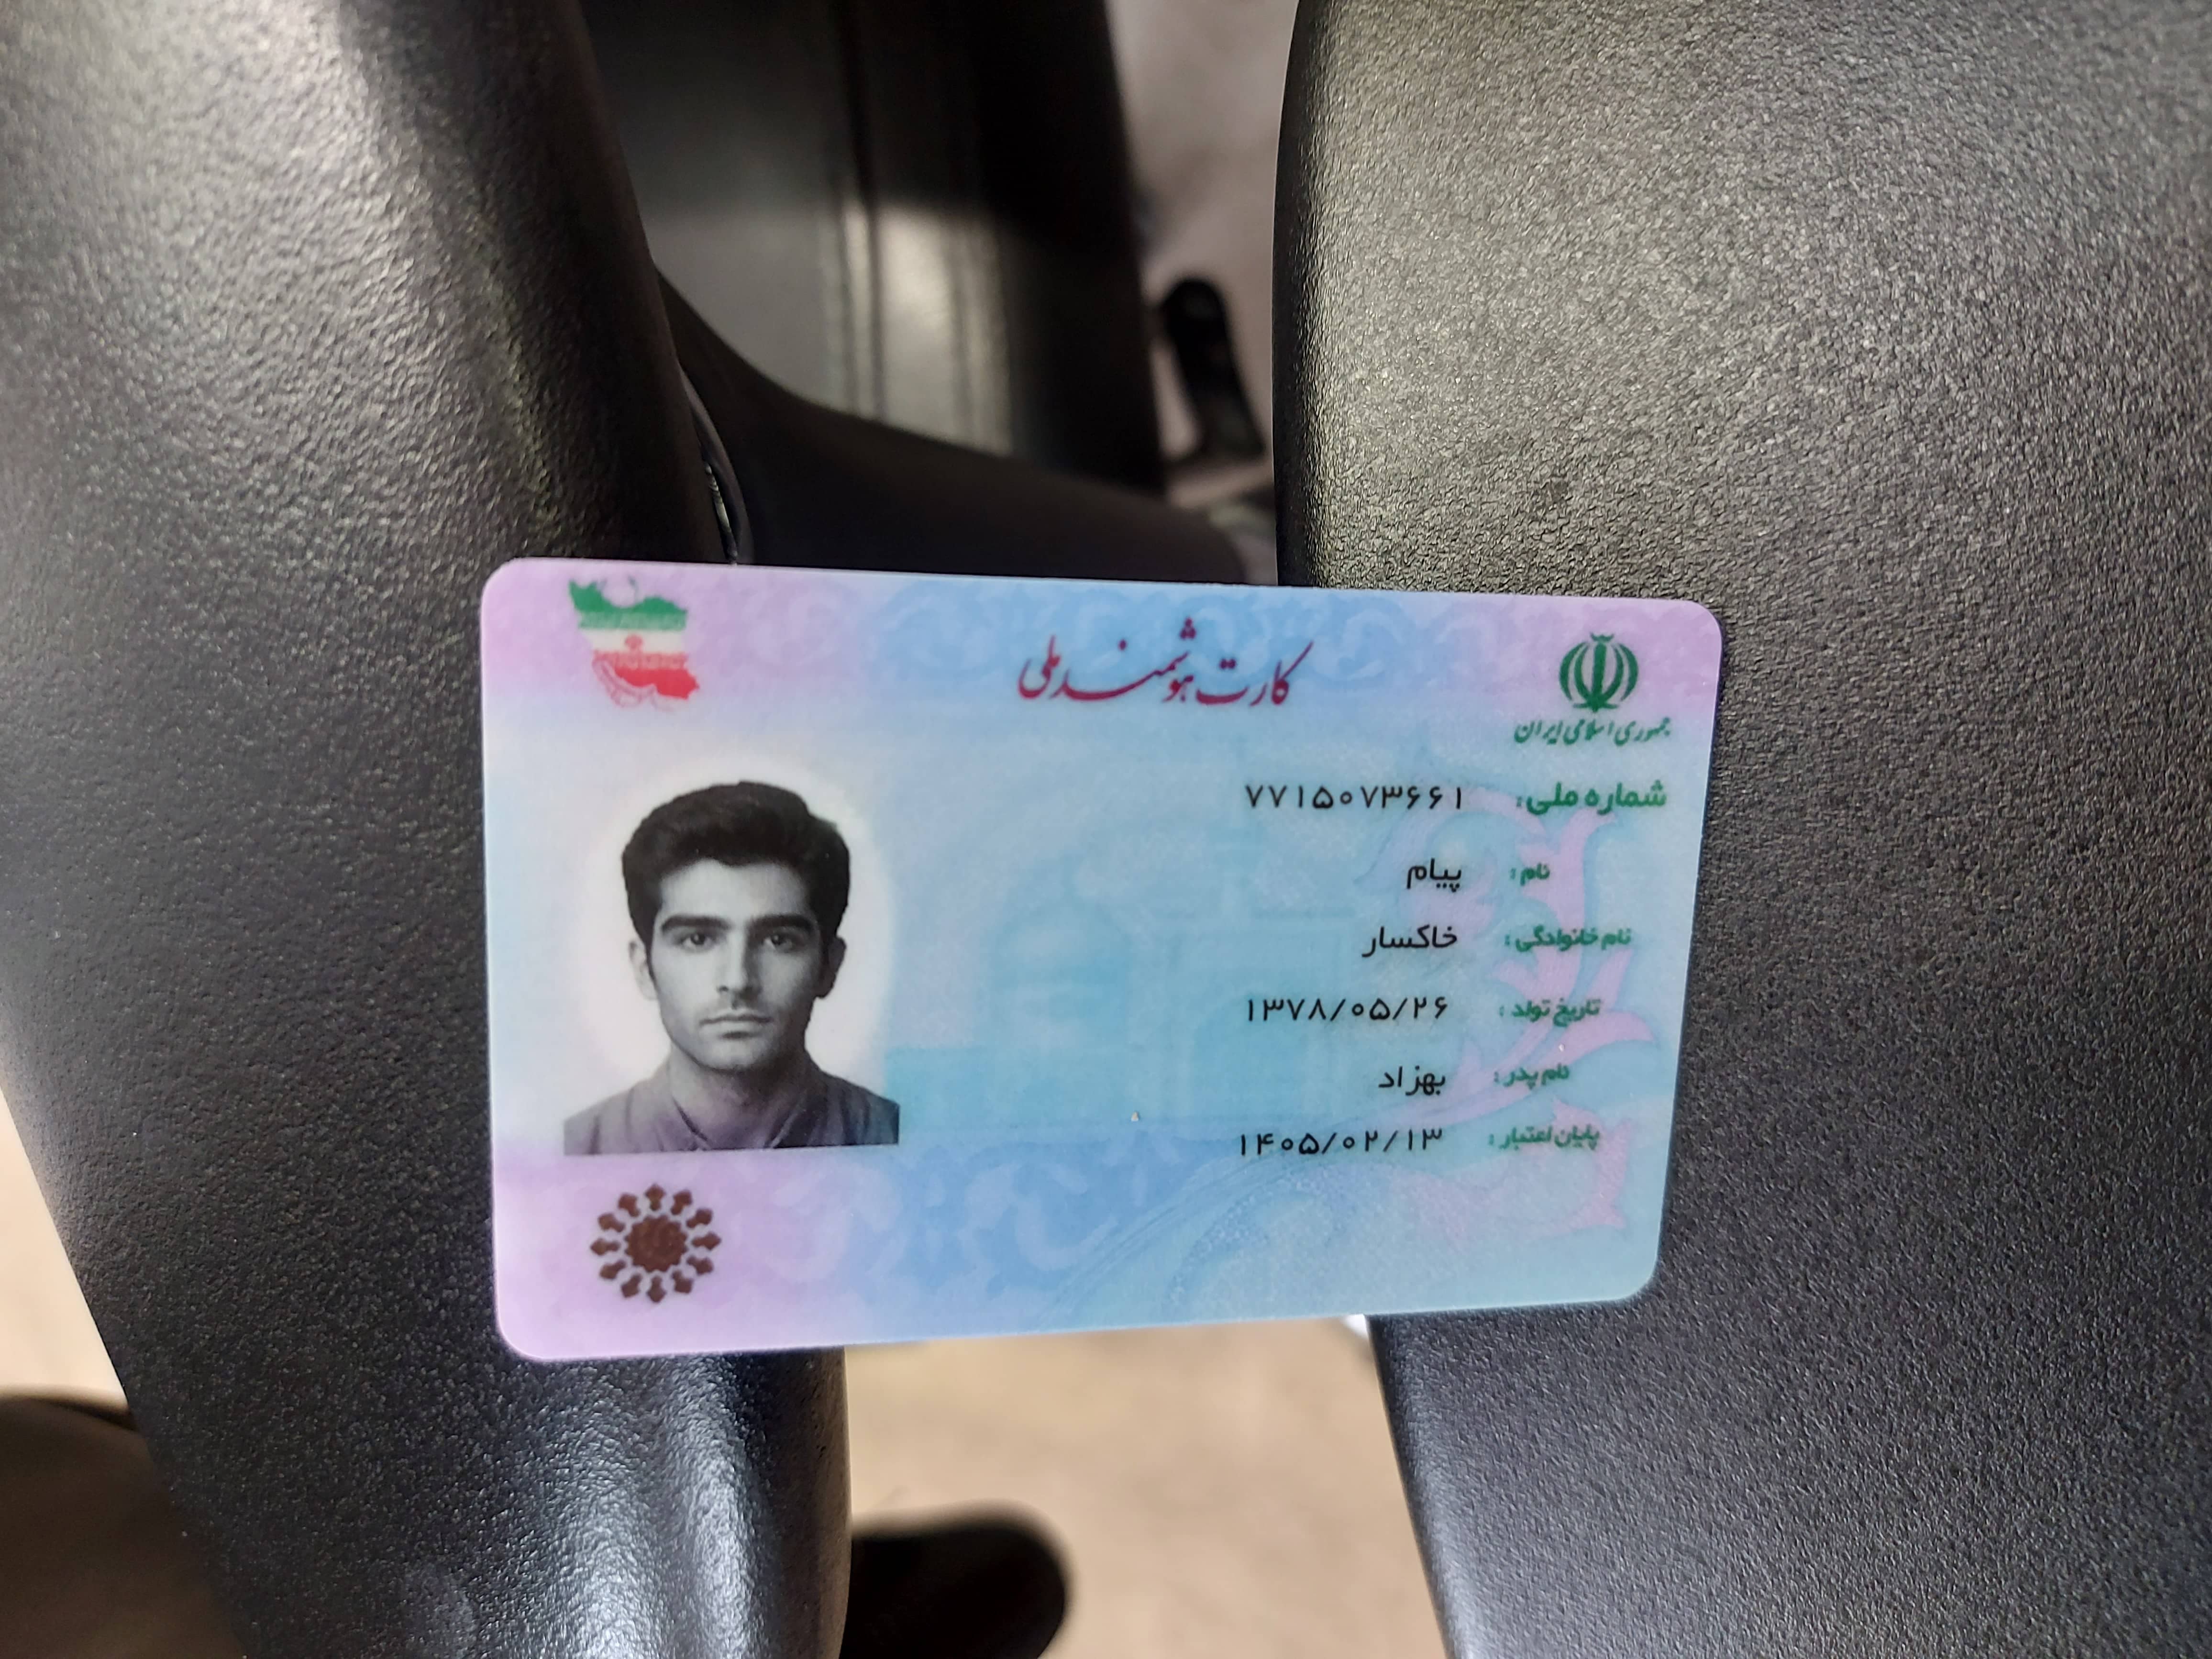 کارت هوشمند ملی
جمهوری اسلامی ایران
شماره ملی: ۷۷۱۵۰۷۳۶۶۱
نام: پیام
نام خانوادگی: خاکسار
تاریخ تولد: ۱۳۷۸/۰۵/۲۶
نام پدر: بهزاد
پایان اعتبار: ۱۴۰۵/۰۲/۱۳